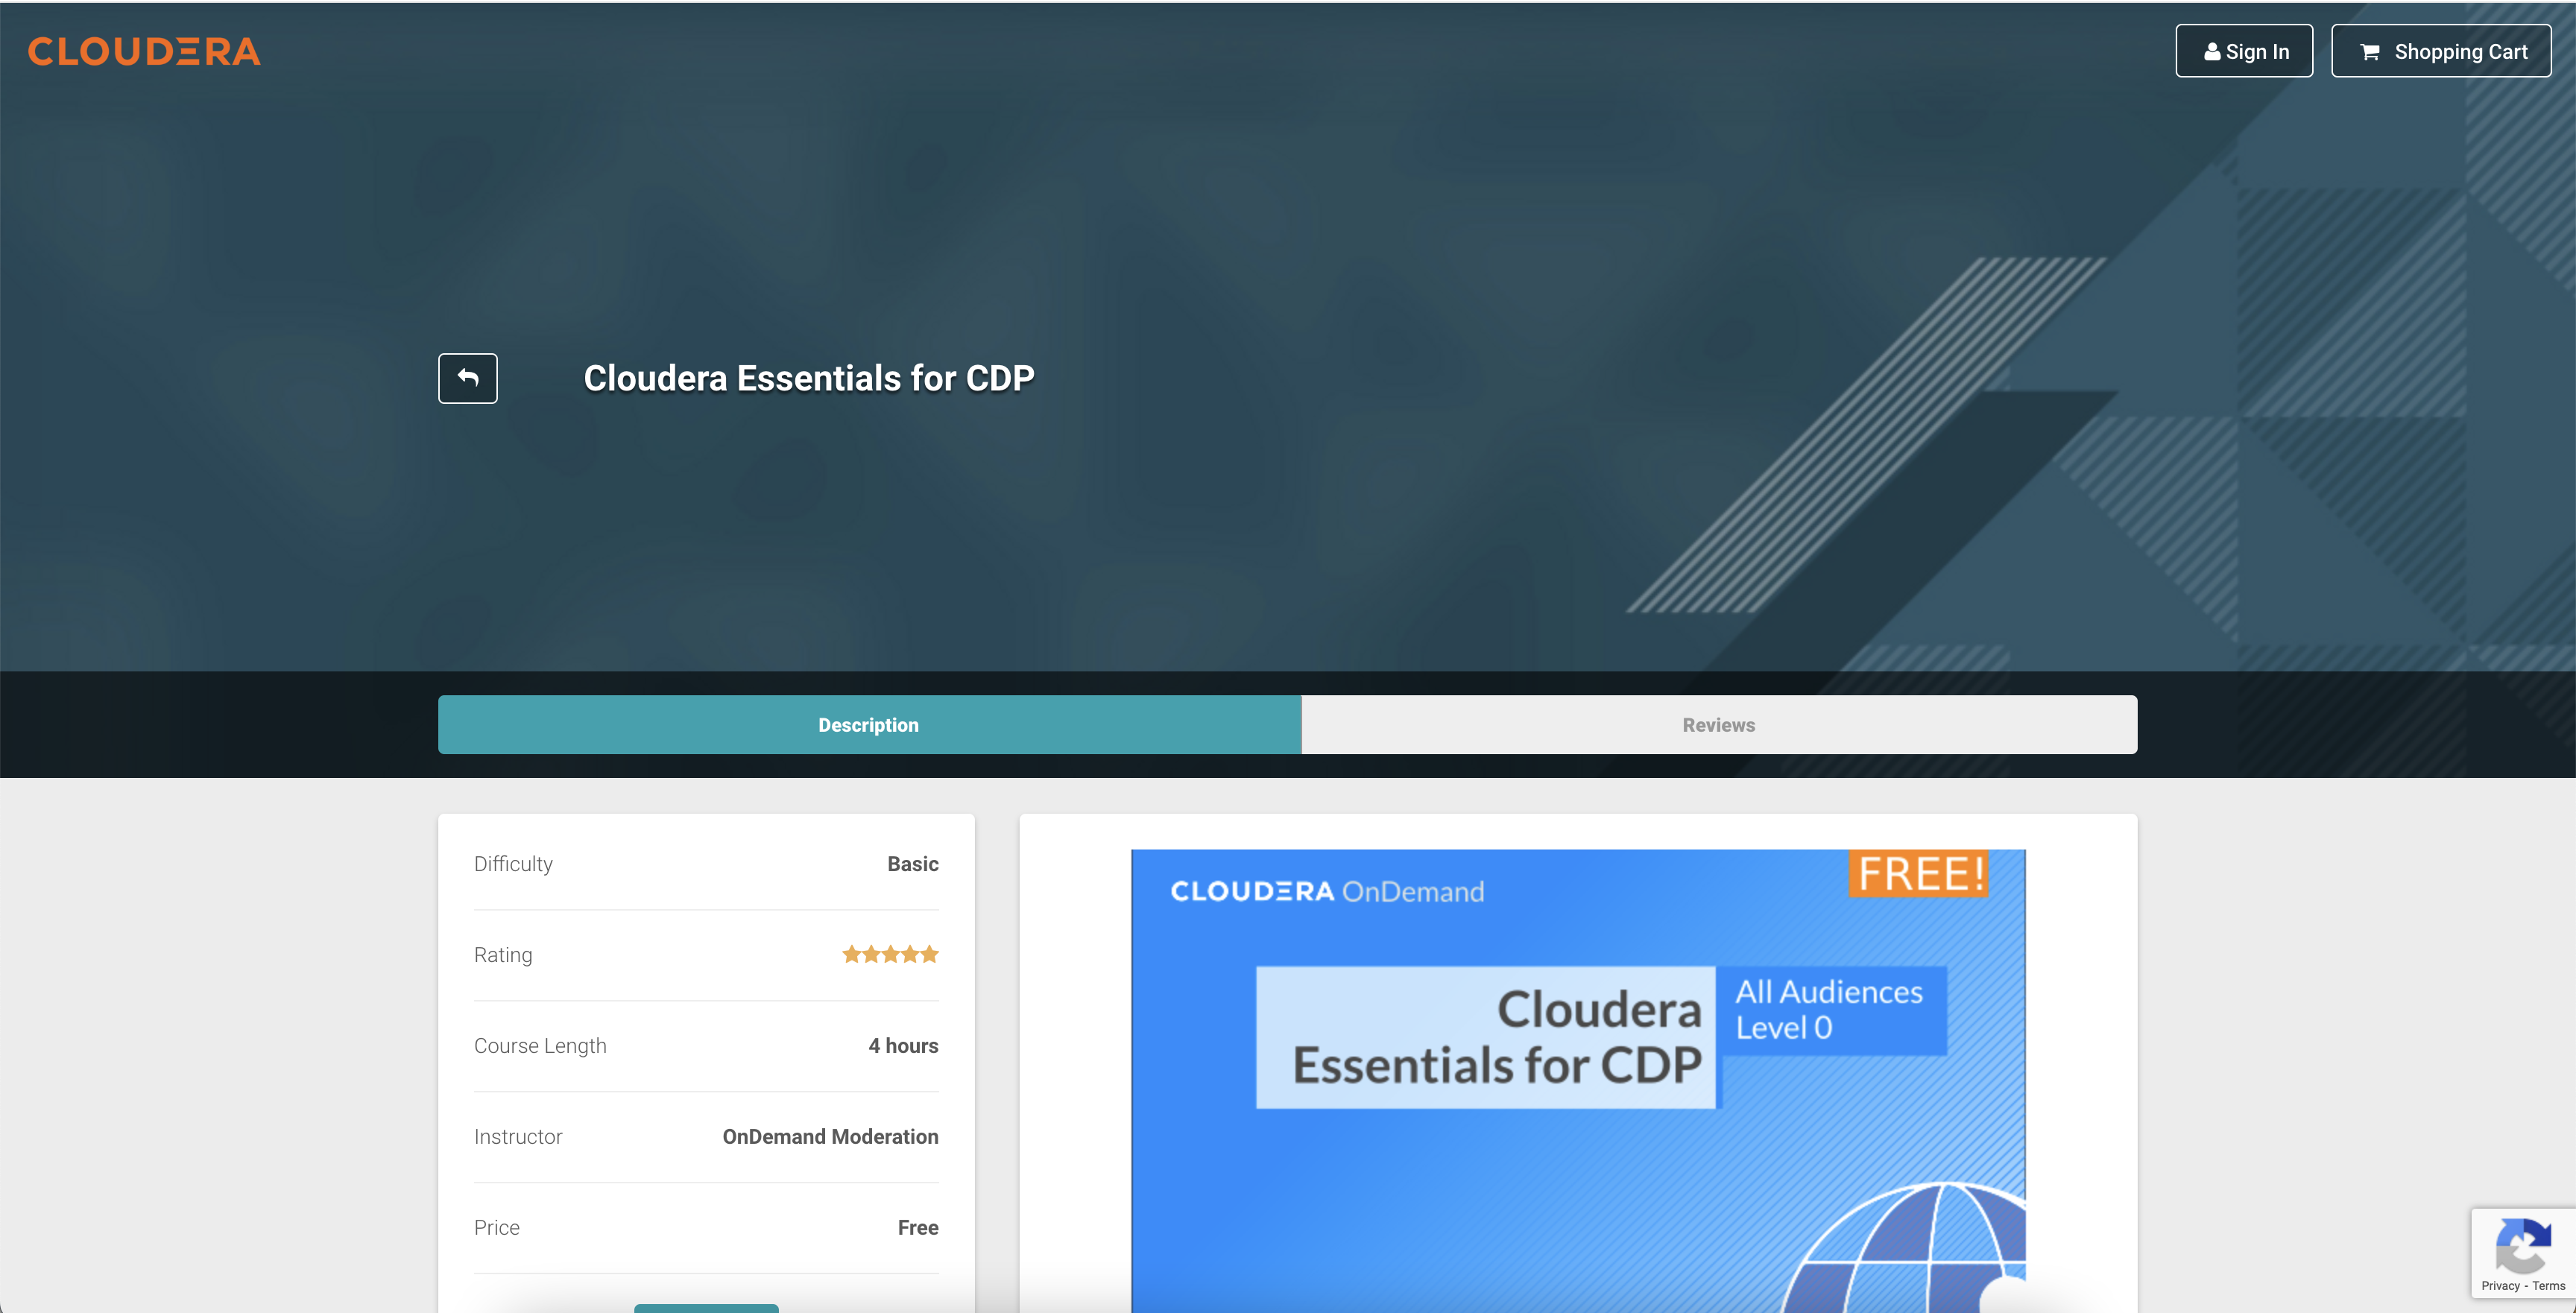 CLOUDERA
Sign In
Shopping Cart
Cloudera Essentials for CDP
Description
Reviews
Difficulty
Basic
Rating
Course Length
4 hours
Instructor
OnDemand Moderation
Price
Free
FREE!
CLOUDERA OnDemand
Cloudera
Essentials for CDP
All Audiences
Level 0
Privacy - Terms